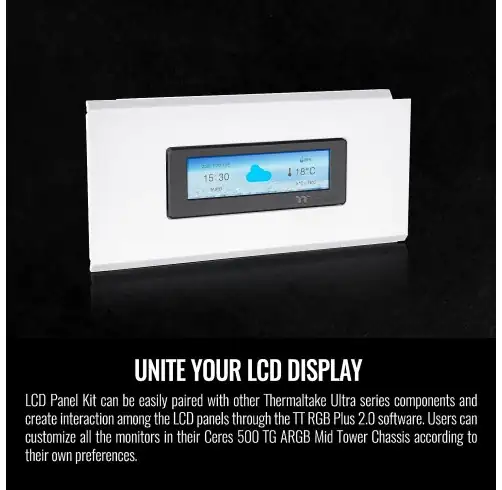 15:30
18°C
UNITE YOUR LCD DISPLAY
LCD Panel Kit can be easily paired with other Thermaltake Ultra series components and
create interaction among the LCD panels through the TT RGB Plus 2.0 software. Users can
customize all the monitors in their Ceres 500 TG ARGB Mid Tower Chassis according to
their own preferences.